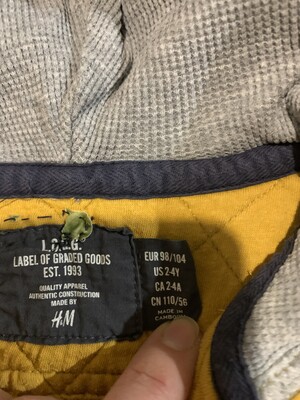 L.O.G.G.
LABEL OF GRADED GOODS
EST. 1993
QUALITY APPAREL
AUTHENTIC CONSTRUCTION
MADE BY
H&M
EUR 98/104
US 2-4Y
CA 2-4A
CN 110/56
MADE IN